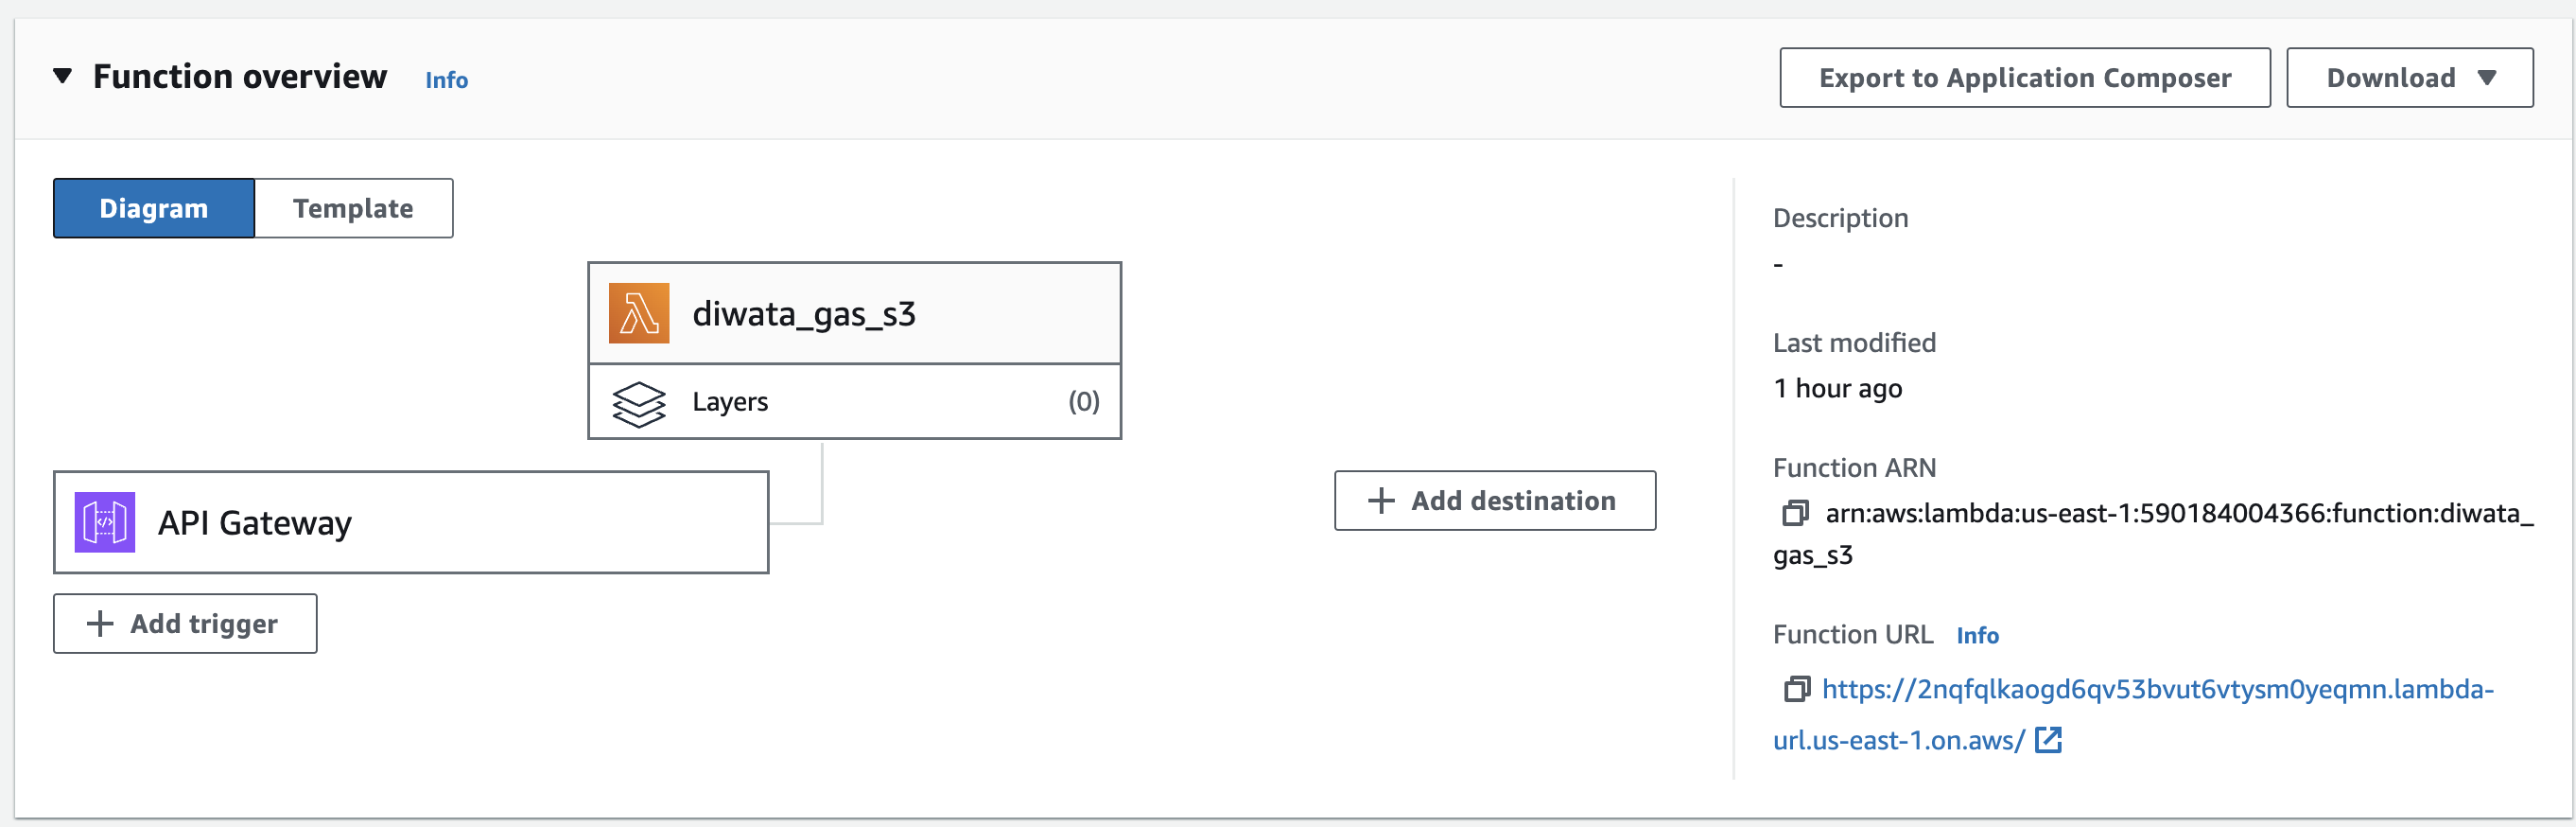 Function overview Info
Export to Application Composer
Download
Diagram
Template
diwata_gas_s3
Layers (0)
API Gateway
+ Add trigger
+ Add destination
Description
-
Last modified
1 hour ago
Function ARN
arn:aws:lambda:us-east-1:590184004366:function:diwata_
gas_s3
Function URL Info
https://2nqfqlkaogd6qv53bvut6vtysm0yeqmn.lambda-
url.us-east-1.on.aws/